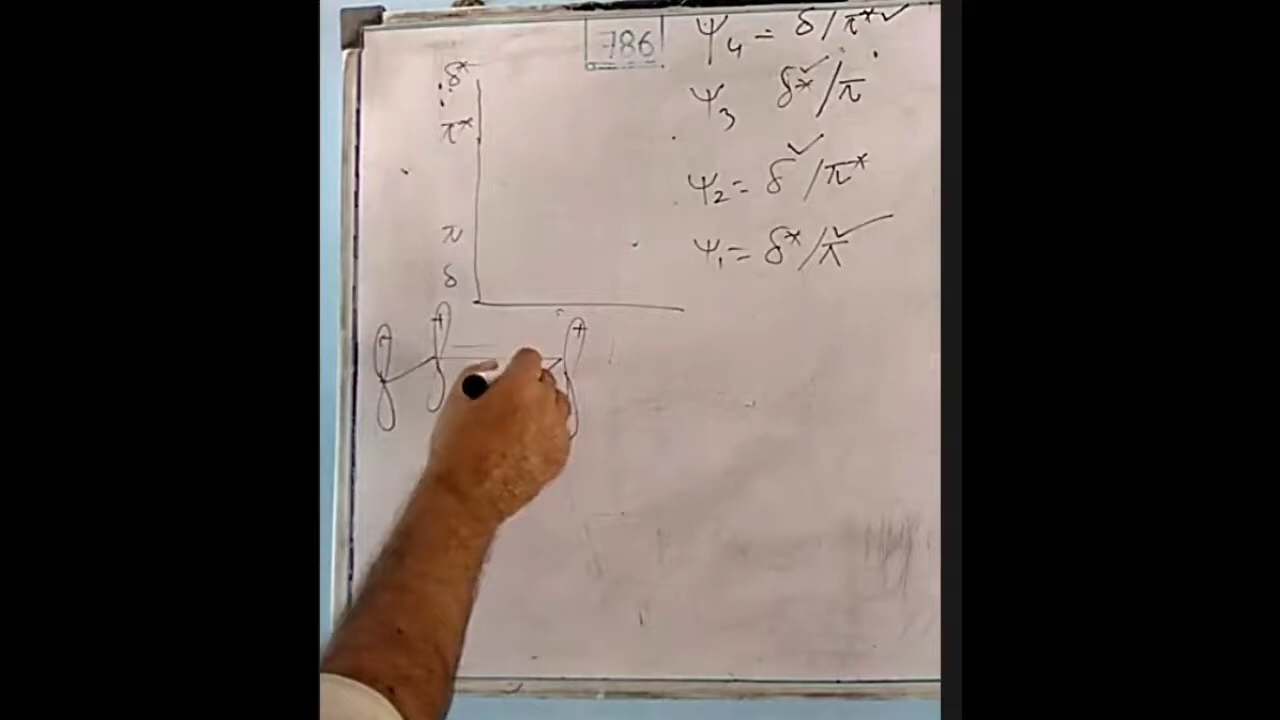 786
ψ₄ = δ/π*✓
ψ₃ δ*✓/π
ψ₂ = δ✓/π*
ψ₁ = δ*/π✓
δ*
π*
π
δ
+
+